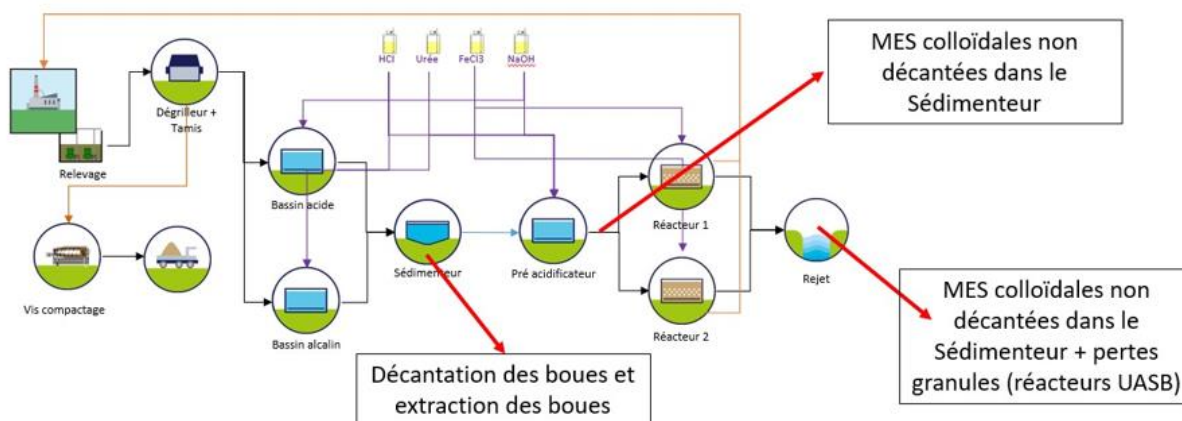 HCl
Urée
FeCl3
NaOH
MES colloïdales non
décantées dans le
Sédimenteur
Dégrilleur +
Tamis
Relevage
Bassin acide
Réacteur 1
Vis compactage
Sédimenteur
Pré acidificateur
Rejet
Bassin alcalin
Réacteur 2
MES colloïdales non
décantées dans le
Sédimenteur + pertes
granules (réacteurs UASB)
Décantation des boues et
extraction des boues